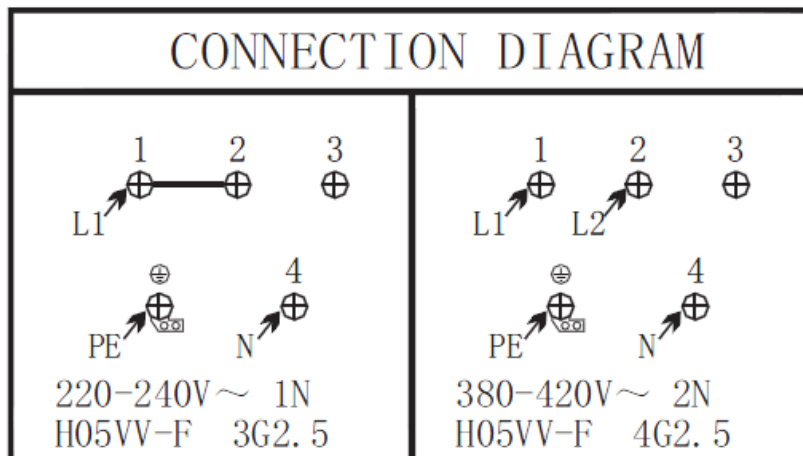 CONNECTION DIAGRAM
1 2 3
L1
4
PE N
220-240V～ 1N
H05VV-F 3G2.5
1 2 3
L1 L2
4
PE N
380-420V～ 2N
H05VV-F 4G2.5